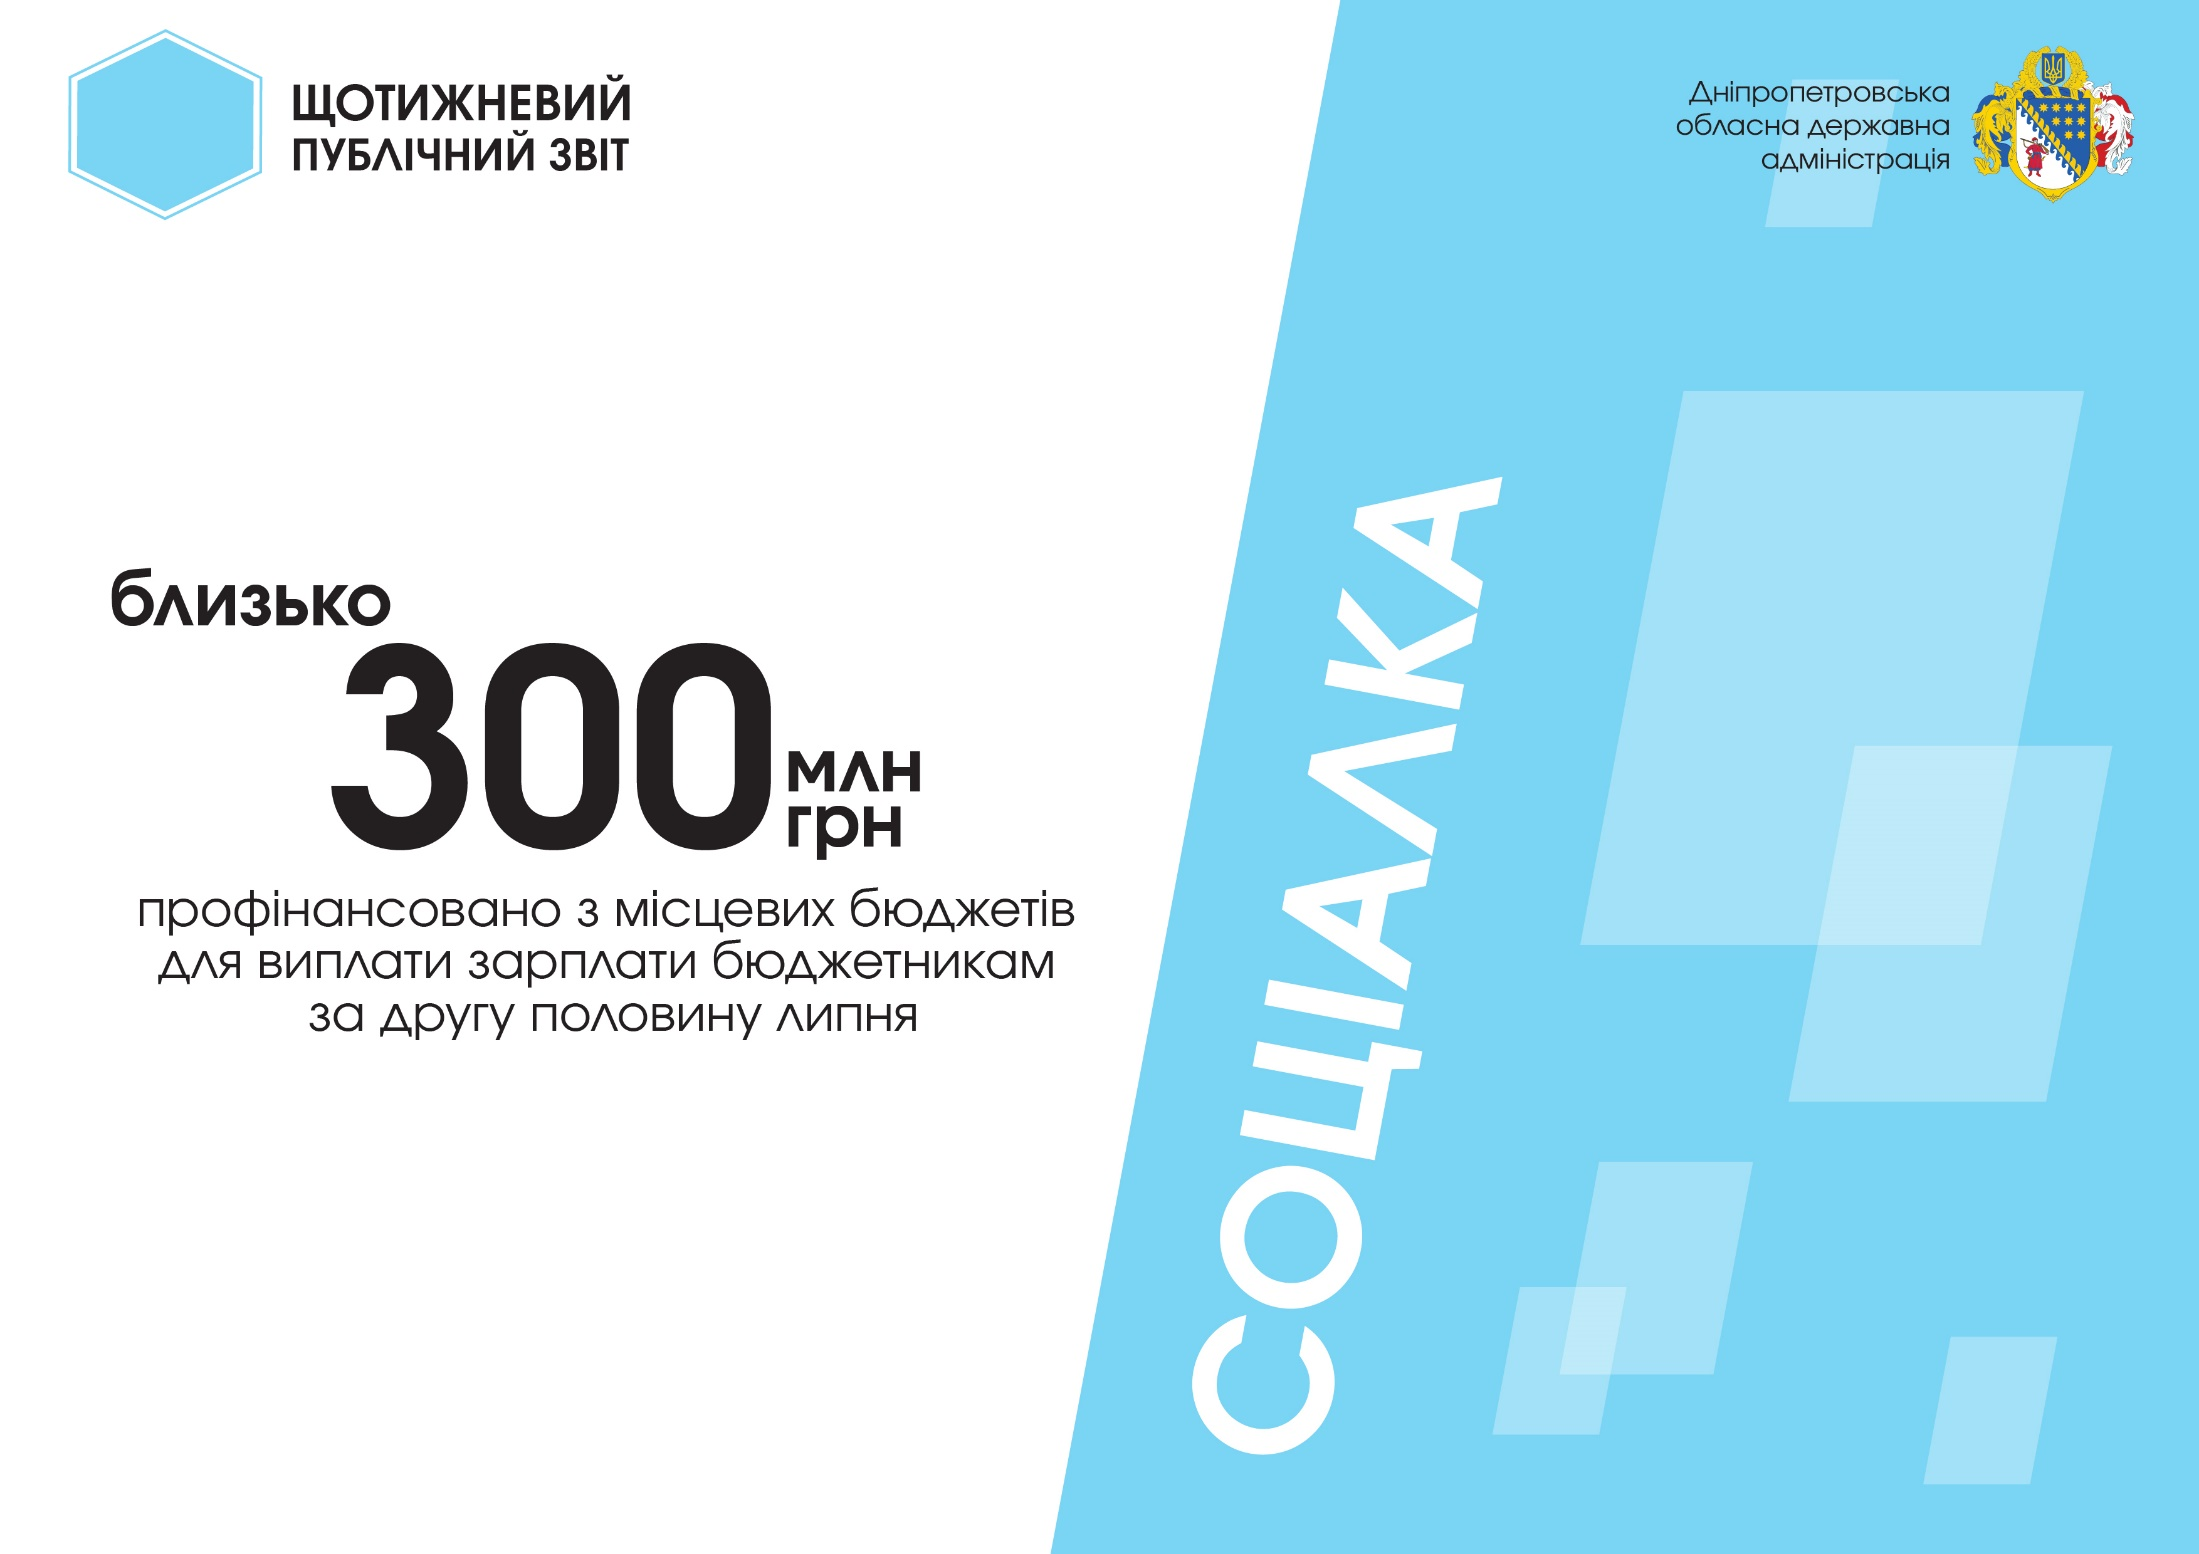 ЩОТИЖНЕВИЙ
ПУБЛІЧНИЙ ЗВІТ
Дніпропетровська
обласна державна
адміністрація
близько
300 млн
грн
профінансовано з місцевих бюджетів
для виплати зарплати бюджетникам
за другу половину липня
СОЦІАЛКА